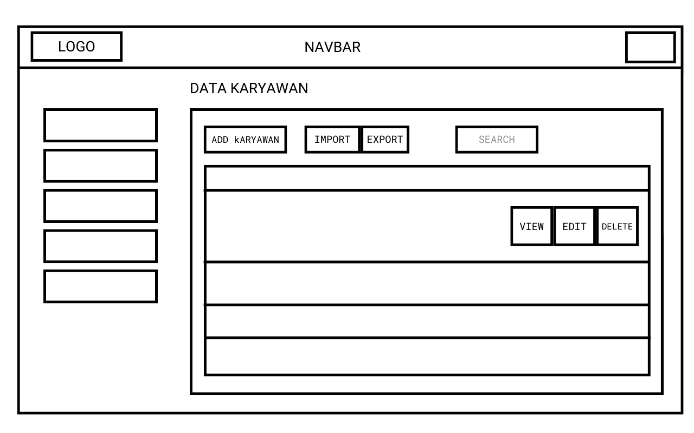 LOGO
NAVBAR
DATA KARYAWAN
ADD kARYAWAN
IMPORT
EXPORT
SEARCH
VIEW
EDIT
DELETE